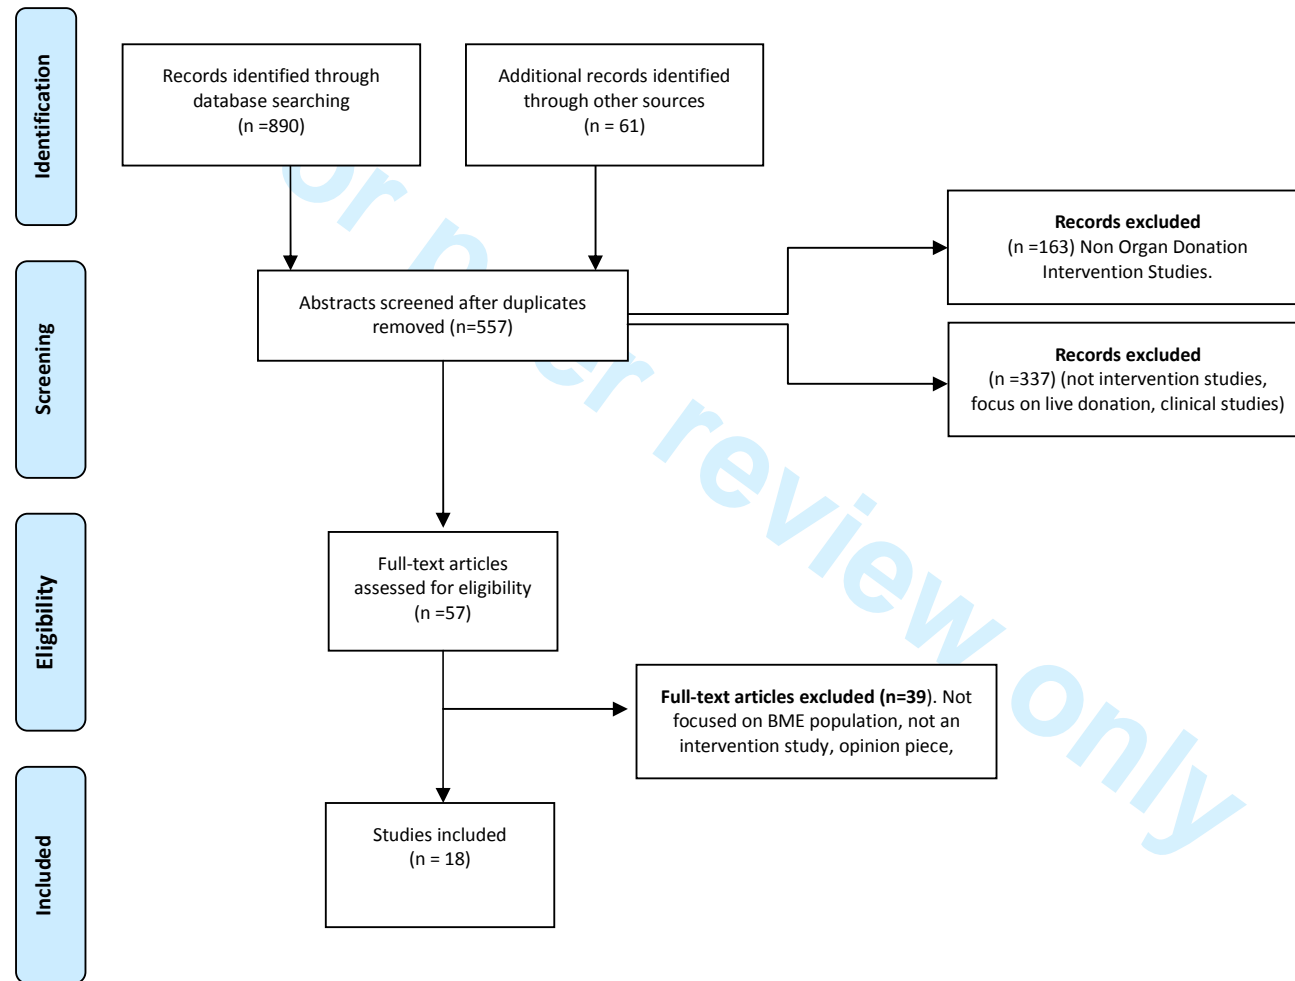 Identification
Records identified through
database searching
(n =890)
Additional records identified
through other sources
(n = 61)
Records excluded
(n =163) Non Organ Donation
Intervention Studies.
Screening
Abstracts screened after duplicates
removed (n=557)
Records excluded
(n =337) (not intervention studies,
focus on live donation, clinical studies)
Eligibility
Full-text articles
assessed for eligibility
(n =57)
Full-text articles excluded (n=39). Not
focused on BME population, not an
intervention study, opinion piece,
Included
Studies included
(n = 18)
or peer review only